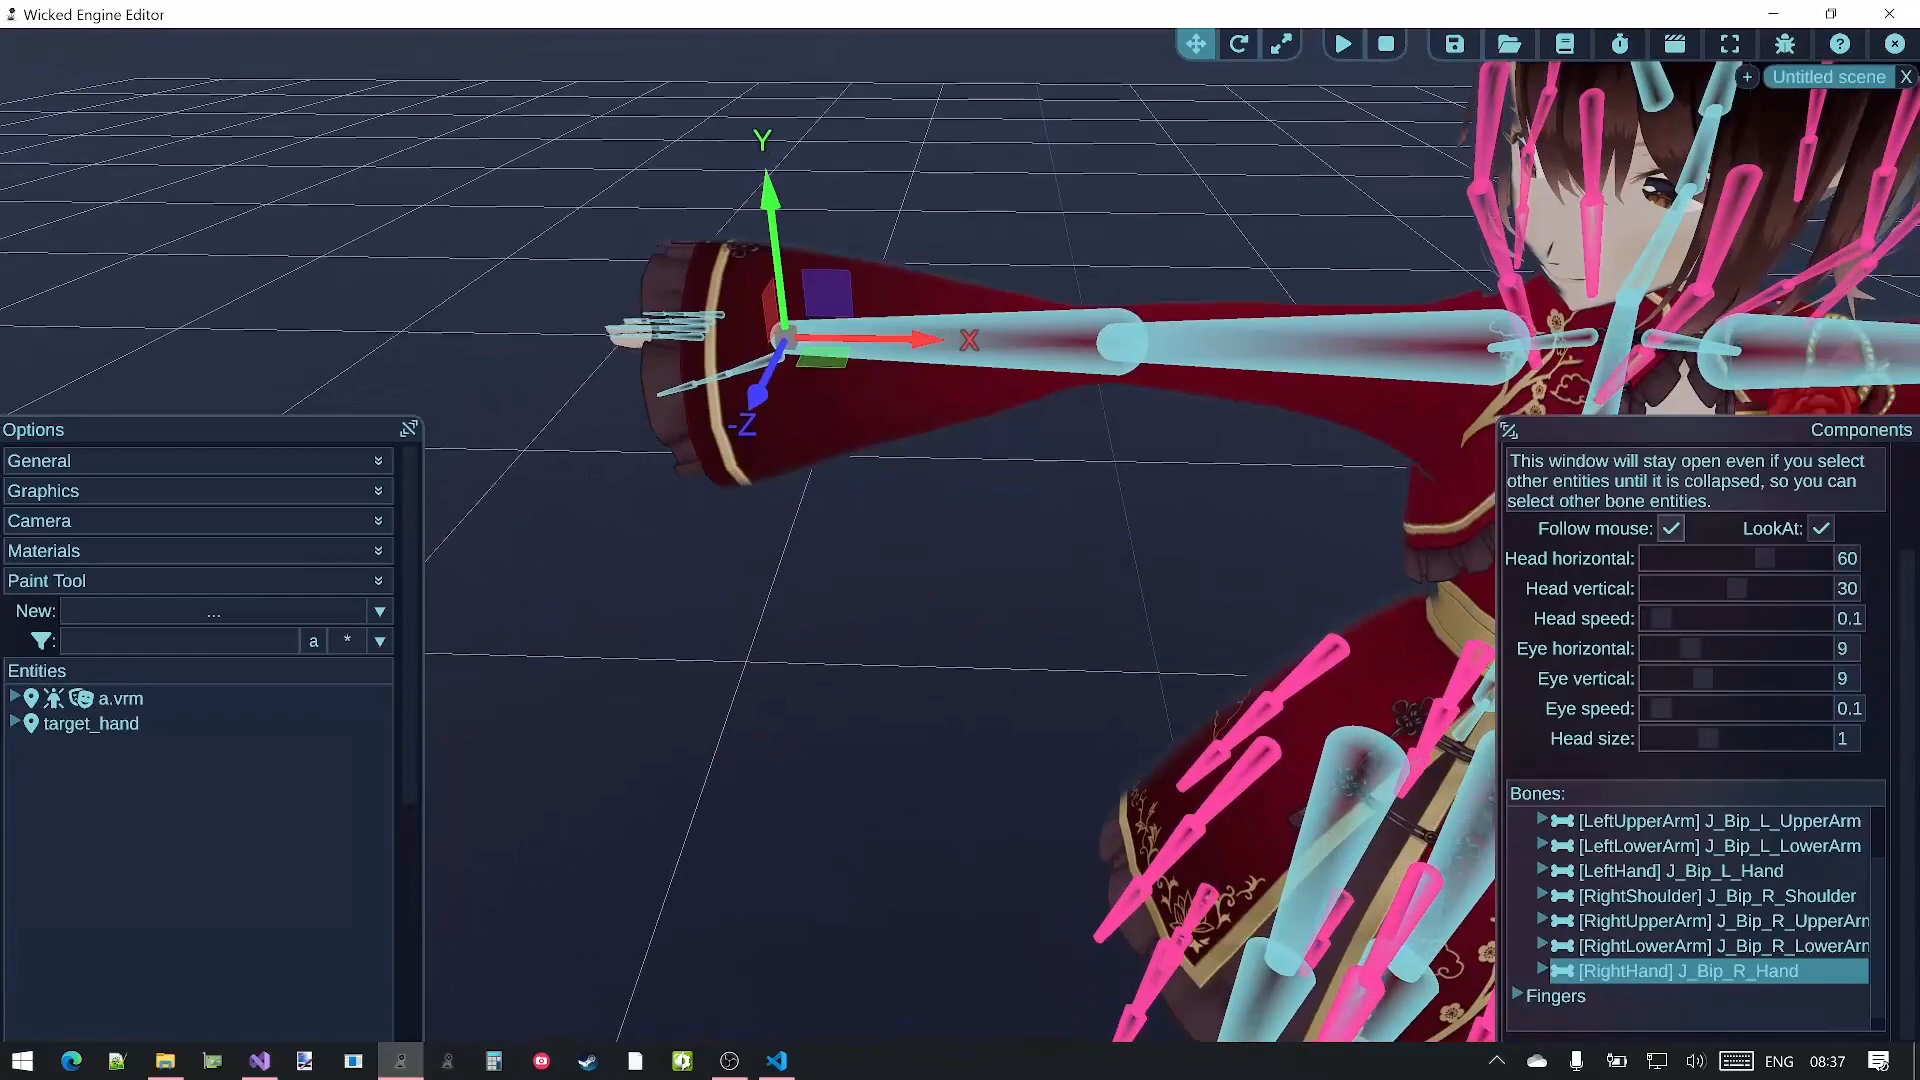 Wicked Engine Editor
+ Untitled scene X
Y
X
-Z
Options
General
Graphics
Camera
Materials
Paint Tool
New: ...
: a *
Entities
a.vrm
target_hand
Components
This window will stay open even if you select
other entities until it is collapsed, so you can
select other bone entities.
Follow mouse: LookAt:
Head horizontal: 60
Head vertical: 30
Head speed: 0.1
Eye horizontal: 9
Eye vertical: 9
Eye speed: 0.1
Head size: 1
Bones:
[LeftUpperArm] J_Bip_L_UpperArm
[LeftLowerArm] J_Bip_L_LowerArm
[LeftHand] J_Bip_L_Hand
[RightShoulder] J_Bip_R_Shoulder
[RightUpperArm] J_Bip_R_UpperArm
[RightLowerArm] J_Bip_R_LowerArm
[RightHand] J_Bip_R_Hand
Fingers
ENG 08:37